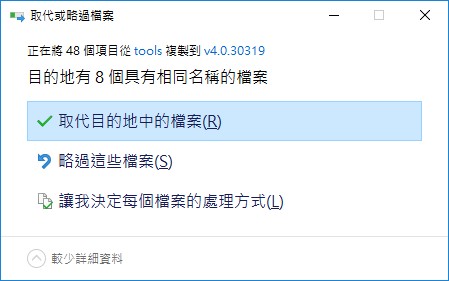 取代或略過檔案
正在將 48 個項目從 tools 複製到 v4.0.30319
目的地有 8 個具有相同名稱的檔案
取代目的地中的檔案(R)
略過這些檔案(S)
讓我決定每個檔案的處理方式(L)
較少詳細資料